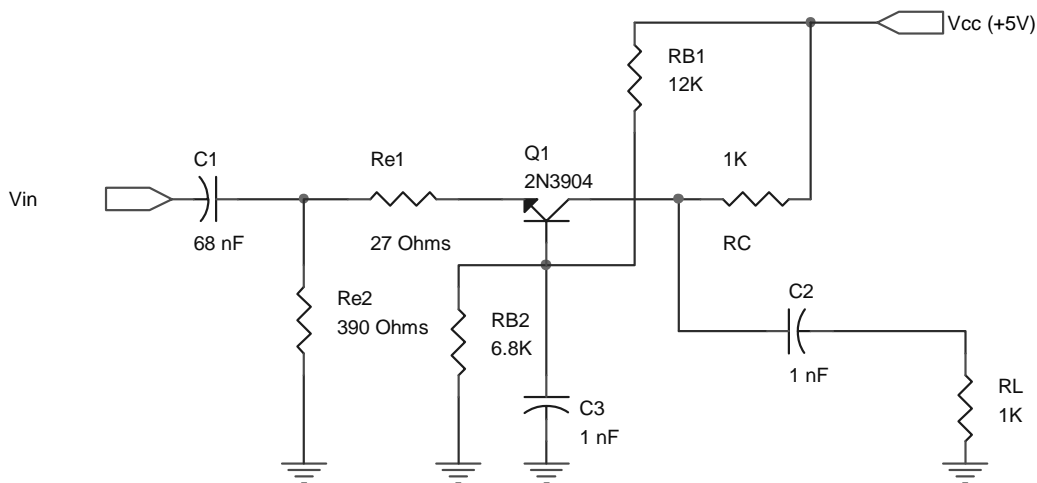 Vcc (+5V)
RB1
12K
Q1
2N3904
C1
Re1
1K
Vin
68 nF
27 Ohms
RC
Re2
390 Ohms
RB2
6.8K
C2
1 nF
C3
1 nF
RL
1K